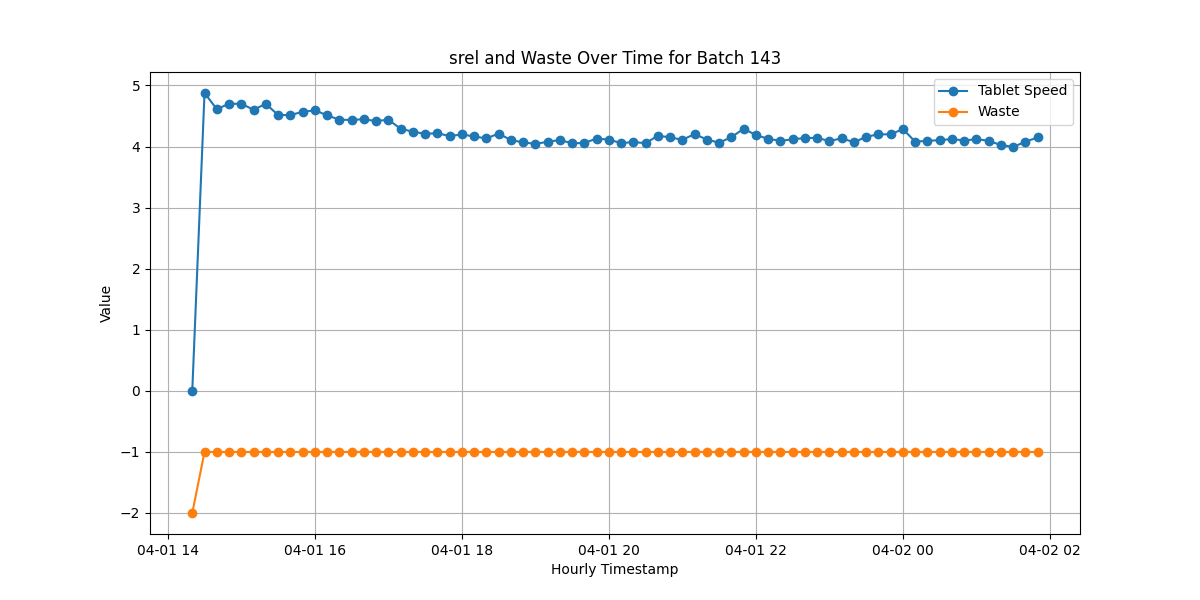 srel and Waste Over Time for Batch 143
Tablet Speed
Waste
Value
5
4
3
2
1
0
−1
−2
04-01 14 04-01 16 04-01 18 04-01 20 04-01 22 04-02 00 04-02 02
Hourly Timestamp